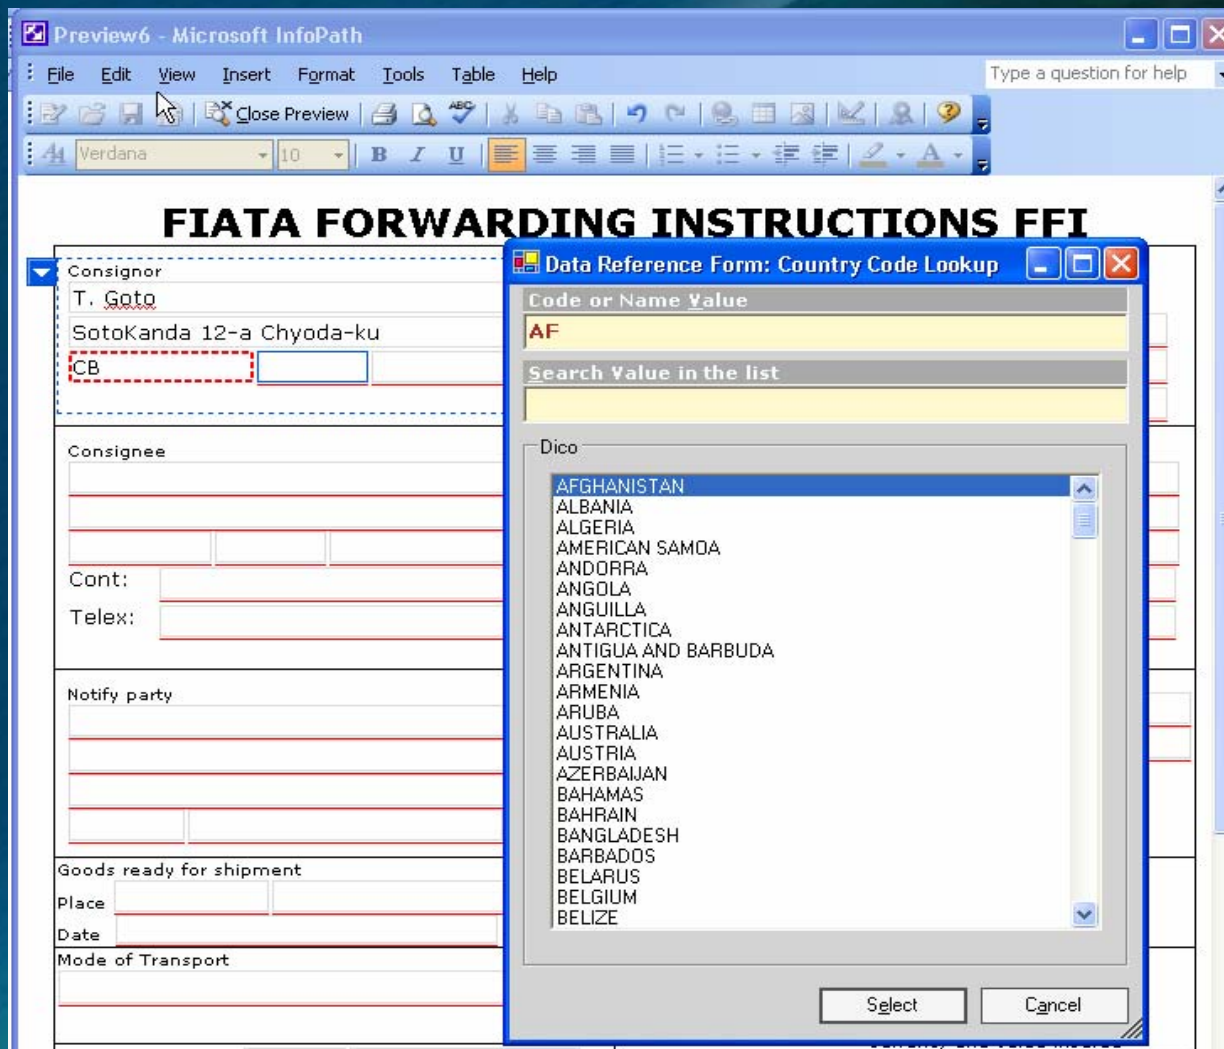 Preview6 - Microsoft InfoPath
File Edit View Insert Format Tools Table Help
Type a question for help
Close Preview
ABC
Verdana 10 B I U A
FIATA FORWARDING INSTRUCTIONS FFI
Consignor
T. Goto
SotoKanda 12-a Chyoda-ku
CB
Consignee
Cont:
Telex:
Notify party
Goods ready for shipment
Place
Date
Mode of Transport
Data Reference Form: Country Code Lookup
Code or Name Value
AF
Search Value in the list
Dico
AFGHANISTAN
ALBANIA
ALGERIA
AMERICAN SAMOA
ANDORRA
ANGOLA
ANGUILLA
ANTARCTICA
ANTIGUA AND BARBUDA
ARGENTINA
ARMENIA
ARUBA
AUSTRALIA
AUSTRIA
AZERBAIJAN
BAHAMAS
BAHRAIN
BANGLADESH
BARBADOS
BELARUS
BELGIUM
BELIZE
Select Cancel